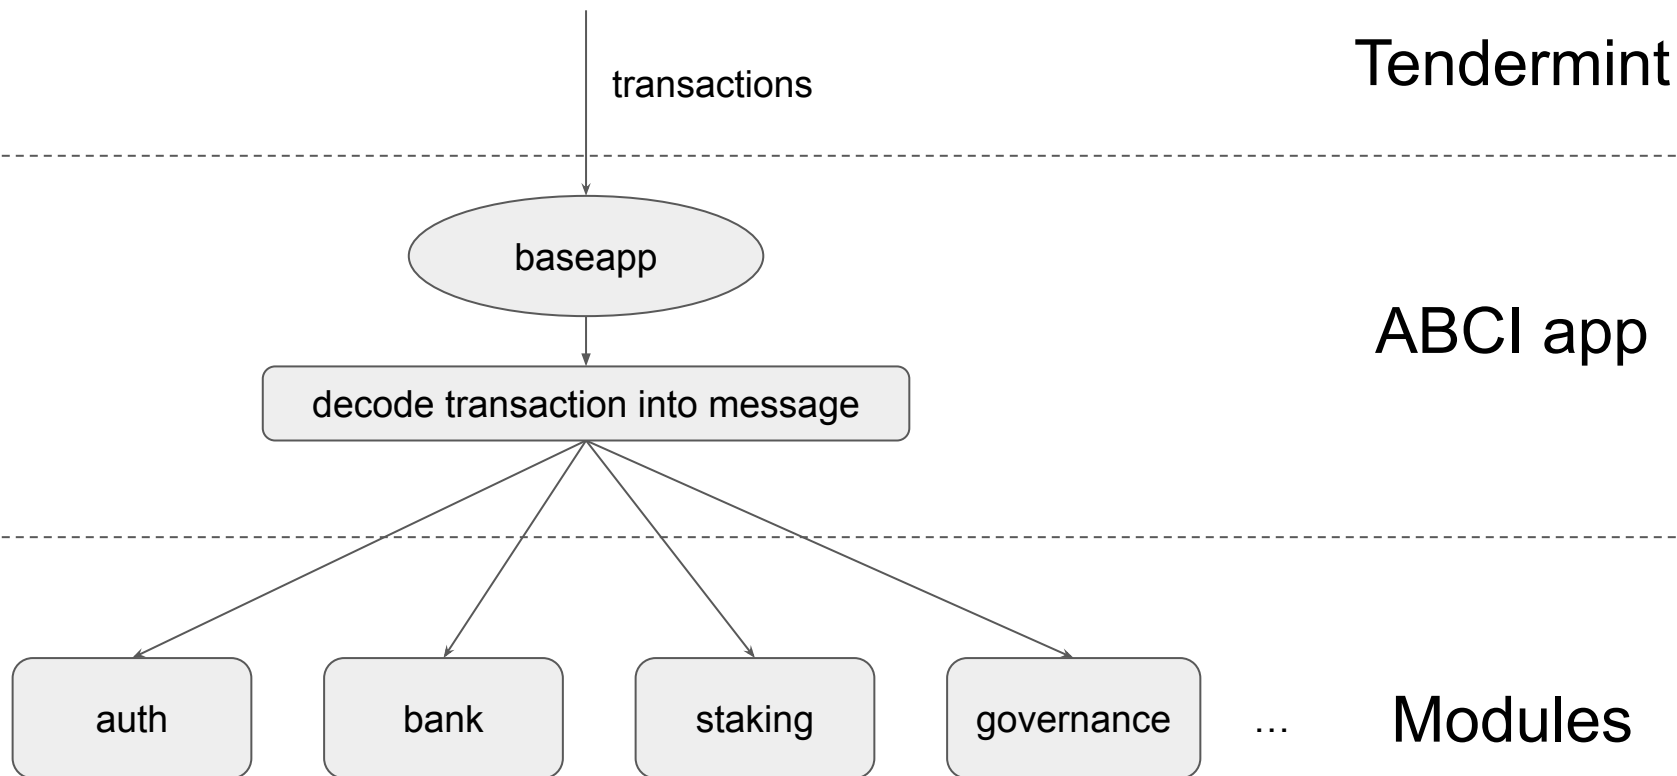 Tendermint
transactions
baseapp
ABCI app
decode transaction into message
auth
bank
staking
governance
...
Modules